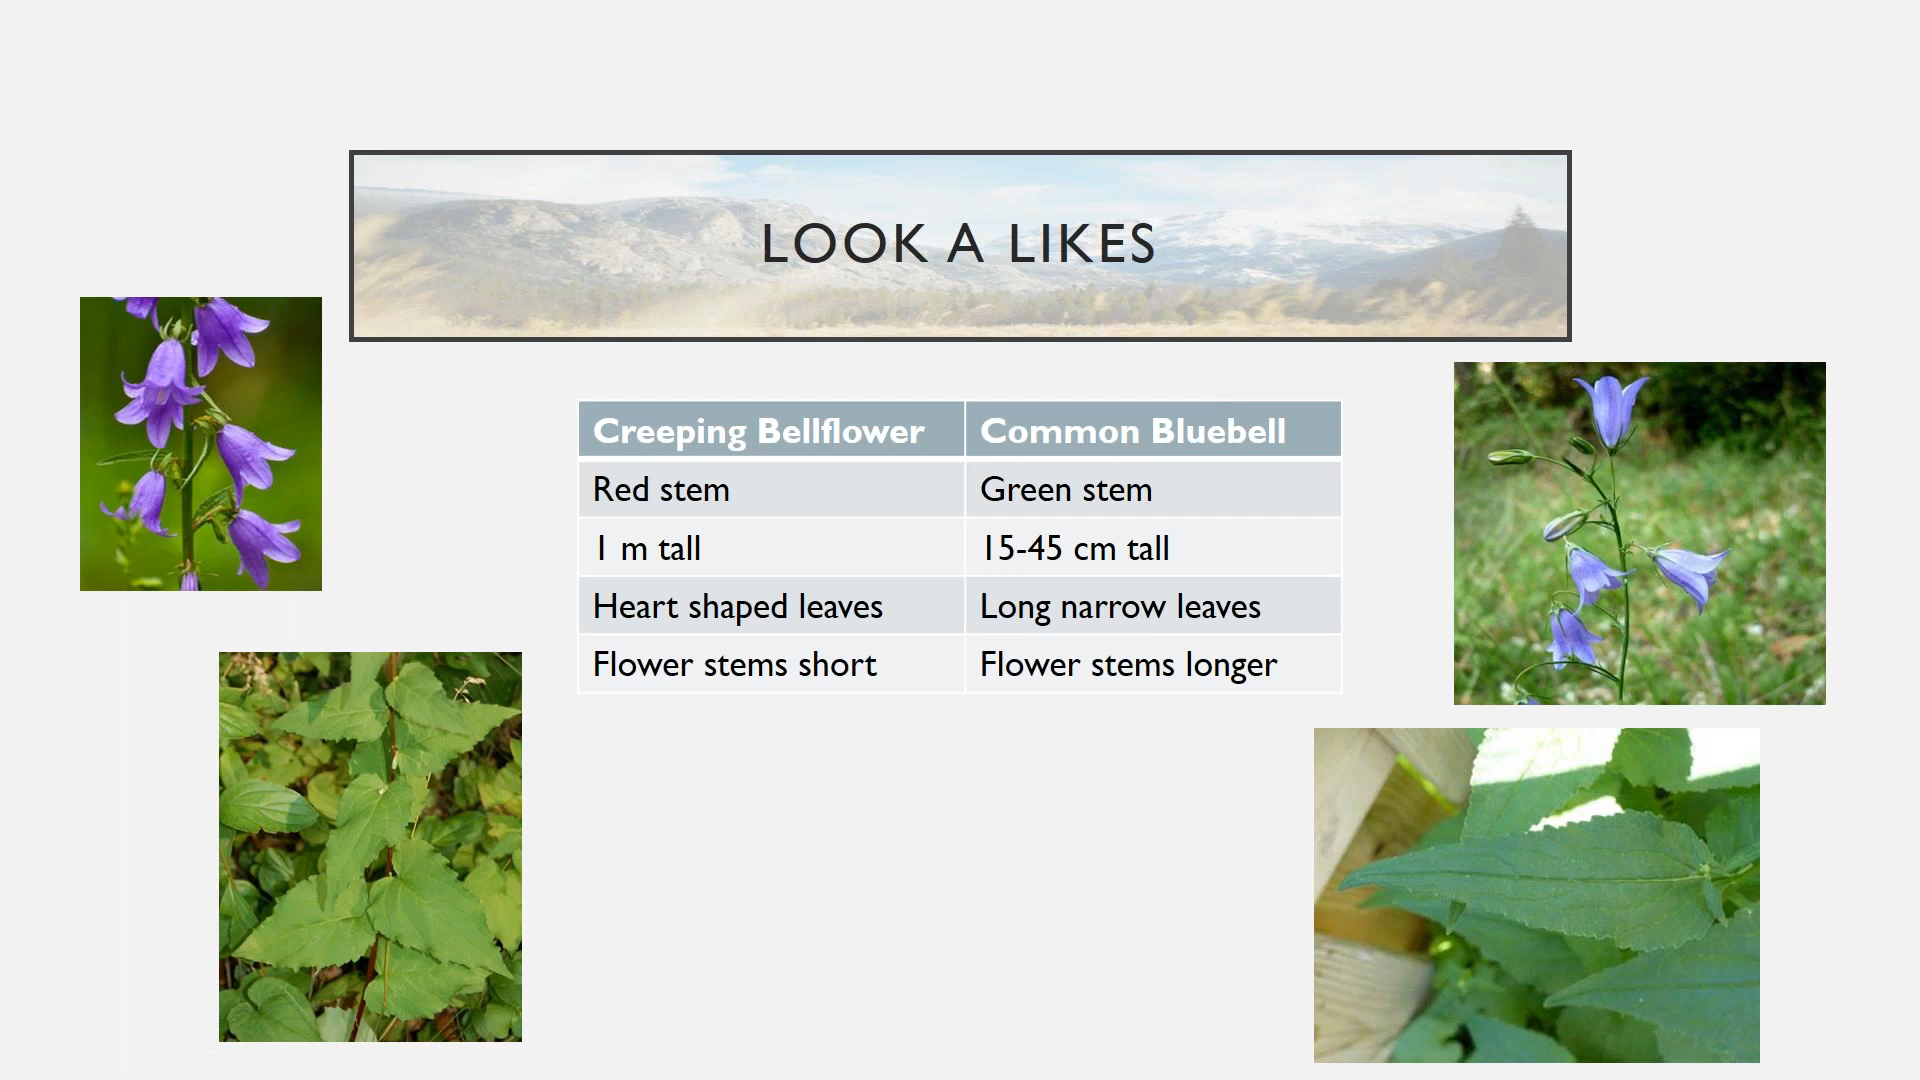 LOOK A LIKES
Creeping Bellflower Common Bluebell
Red stem Green stem
1 m tall 15-45 cm tall
Heart shaped leaves Long narrow leaves
Flower stems short Flower stems longer